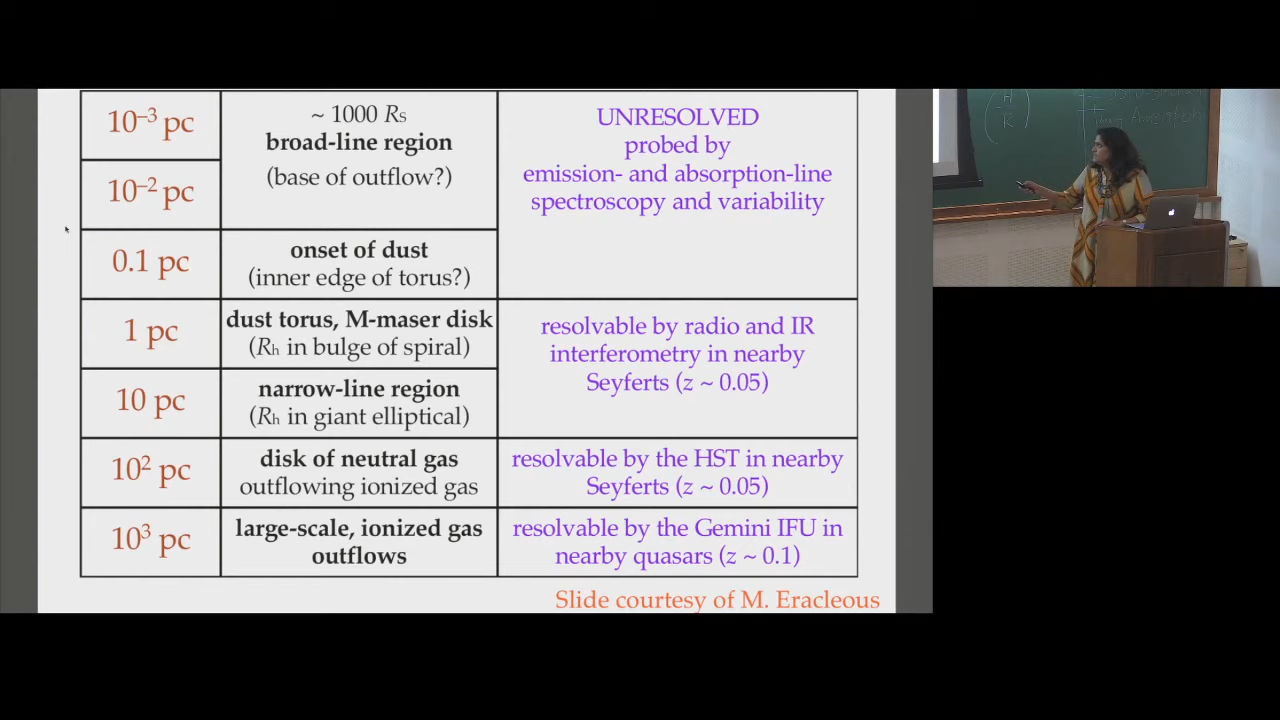 10⁻³ pc
~ 1000 Rs
broad-line region
(base of outflow?)
UNRESOLVED
probed by
emission- and absorption-line
spectroscopy and variability
10⁻² pc
0.1 pc
onset of dust
(inner edge of torus?)
1 pc
dust torus, M-maser disk
(Rh in bulge of spiral)
resolvable by radio and IR
interferometry in nearby
Seyferts (z ~ 0.05)
10 pc
narrow-line region
(Rh in giant elliptical)
10² pc
disk of neutral gas
outflowing ionized gas
resolvable by the HST in nearby
Seyferts (z ~ 0.05)
10³ pc
large-scale, ionized gas
outflows
resolvable by the Gemini IFU in
nearby quasars (z ~ 0.1)
Slide courtesy of M. Eracleous
H
R